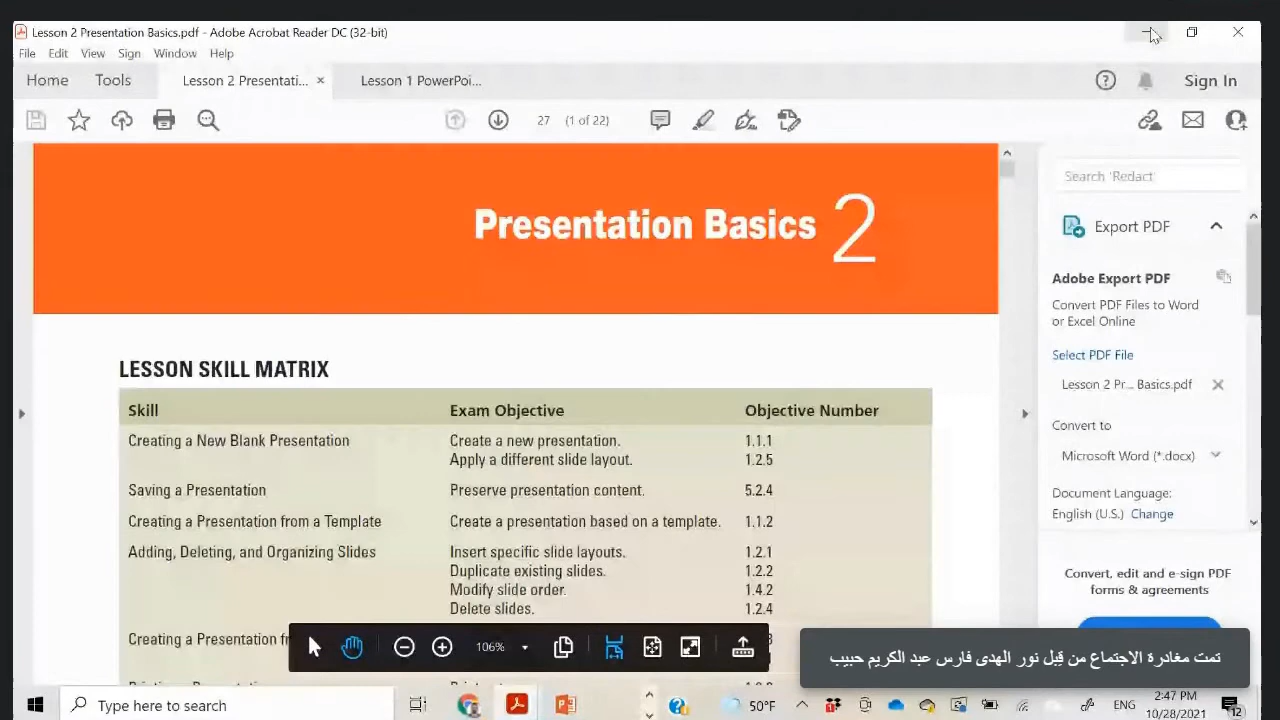 Lesson 2 Presentation Basics.pdf - Adobe Acrobat Reader DC (32-bit)
File Edit View Sign Window Help
Home Tools Lesson 2 Presentati... × Lesson 1 PowerPoi... Sign In
27 (1 of 22)
Presentation Basics 2
LESSON SKILL MATRIX
Skill Exam Objective Objective Number
Creating a New Blank Presentation Create a new presentation. 1.1.1
Apply a different slide layout. 1.2.5
Saving a Presentation Preserve presentation content. 5.2.4
Creating a Presentation from a Template Create a presentation based on a template. 1.1.2
Adding, Deleting, and Organizing Slides Insert specific slide layouts. 1.2.1
Duplicate existing slides. 1.2.2
Modify slide order. 1.4.2
Delete slides. 1.2.4
Creating a Presentation
Search 'Redact'
Export PDF
Adobe Export PDF
Convert PDF Files to Word
or Excel Online
Select PDF File
Lesson 2 Pr... Basics.pdf
Convert to
Microsoft Word (*.docx)
Document Language:
English (U.S.) Change
Convert, edit and e-sign PDF
forms & agreements
106%
تمت مغادرة الاجتماع من قِبل نور الهدى فارس عبد الكريم حبيب
Type here to search
50°F
ENG
2:47 PM
10/28/2021
12